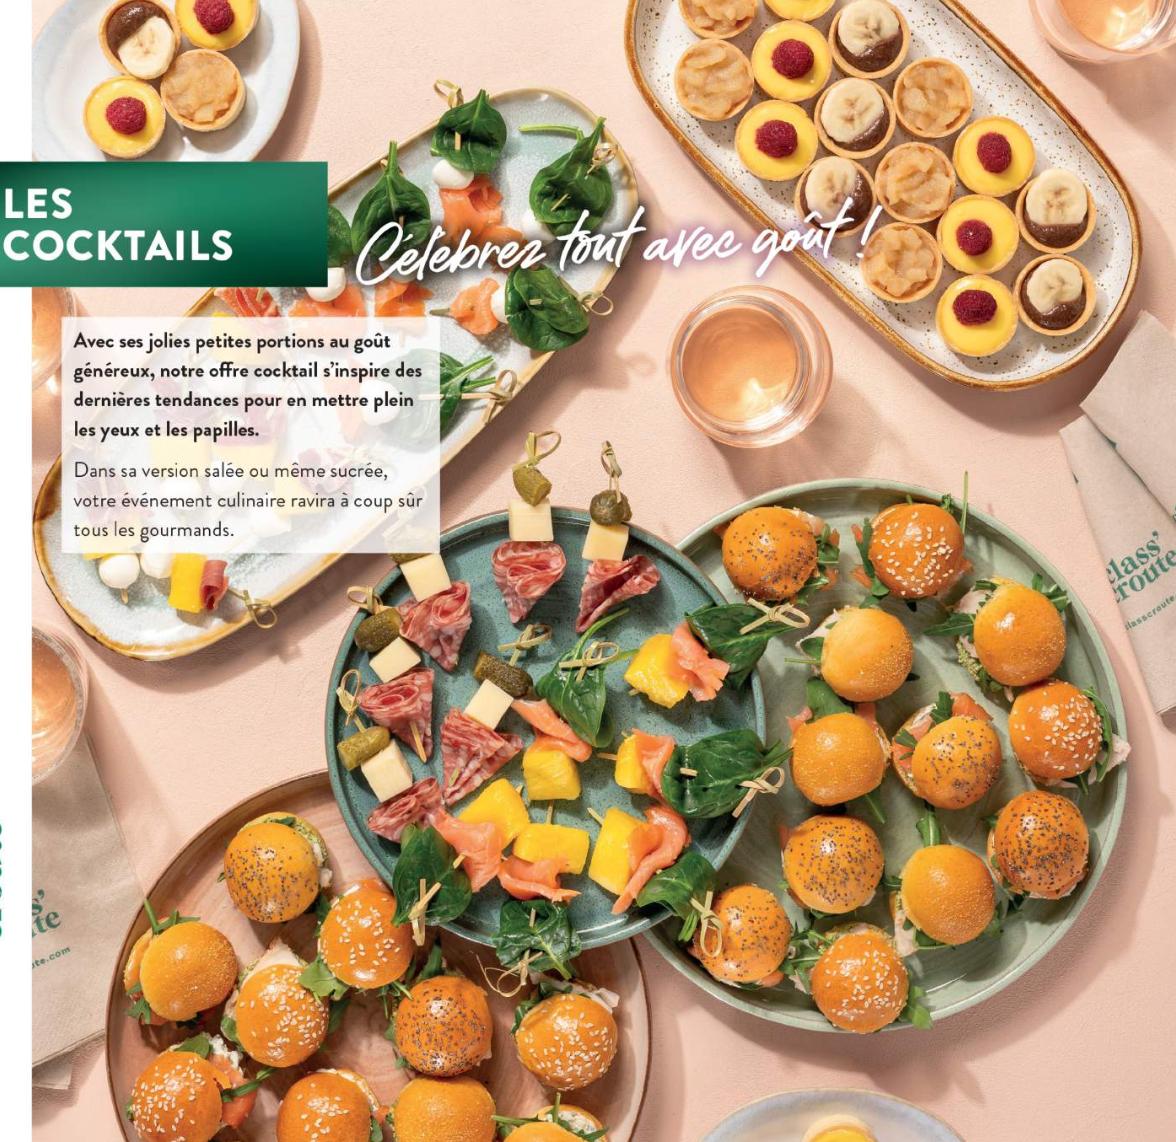 LES
COCKTAILS
Célébrez tout avec goût !
Avec ses jolies petites portions au goût
généreux, notre offre cocktail s’inspire des
dernières tendances pour en mettre plein
les yeux et les papilles.
Dans sa version salée ou même sucrée,
votre événement culinaire ravira à coup sûr
tous les gourmands.
class’
croute
classcroute